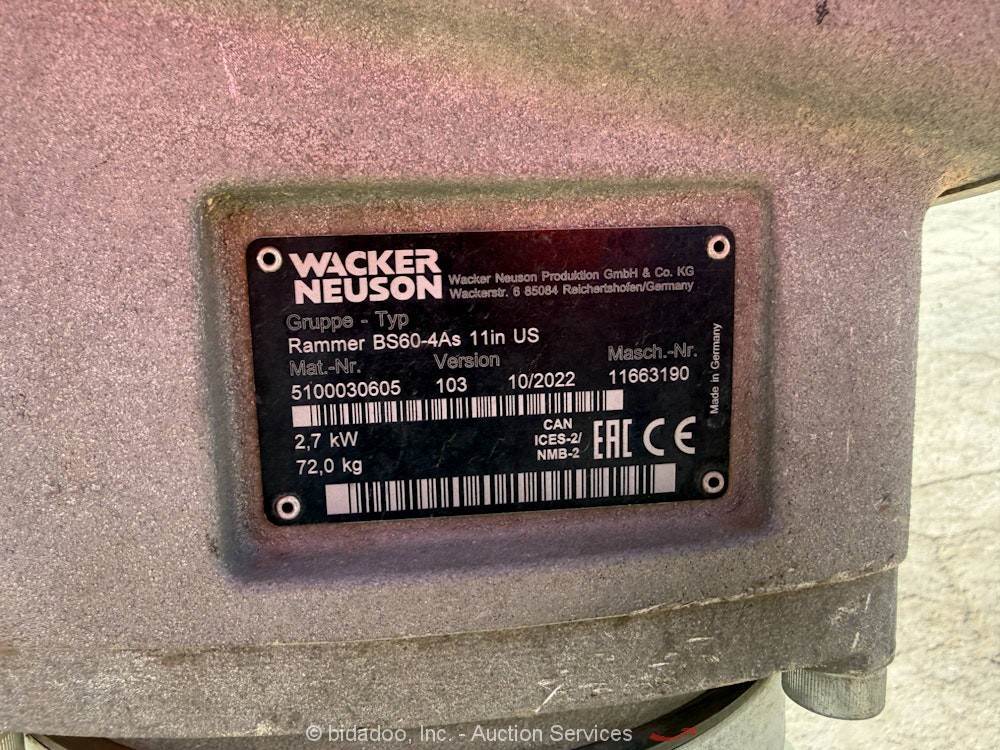 WACKER
NEUSON
Wacker Neuson Produktion GmbH & Co. KG
Wackerstr. 6 85084 Reichertshofen/Germany
Gruppe - Typ
Rammer BS60-4As 11in US
Mat.-Nr. Version Masch.-Nr.
5100030605 103 10/2022 11663190
2,7 kW
72,0 kg
CAN
ICES-2/
NMB-2
EAC CE
Made in Germany
© bidadoo, Inc. - Auction Services